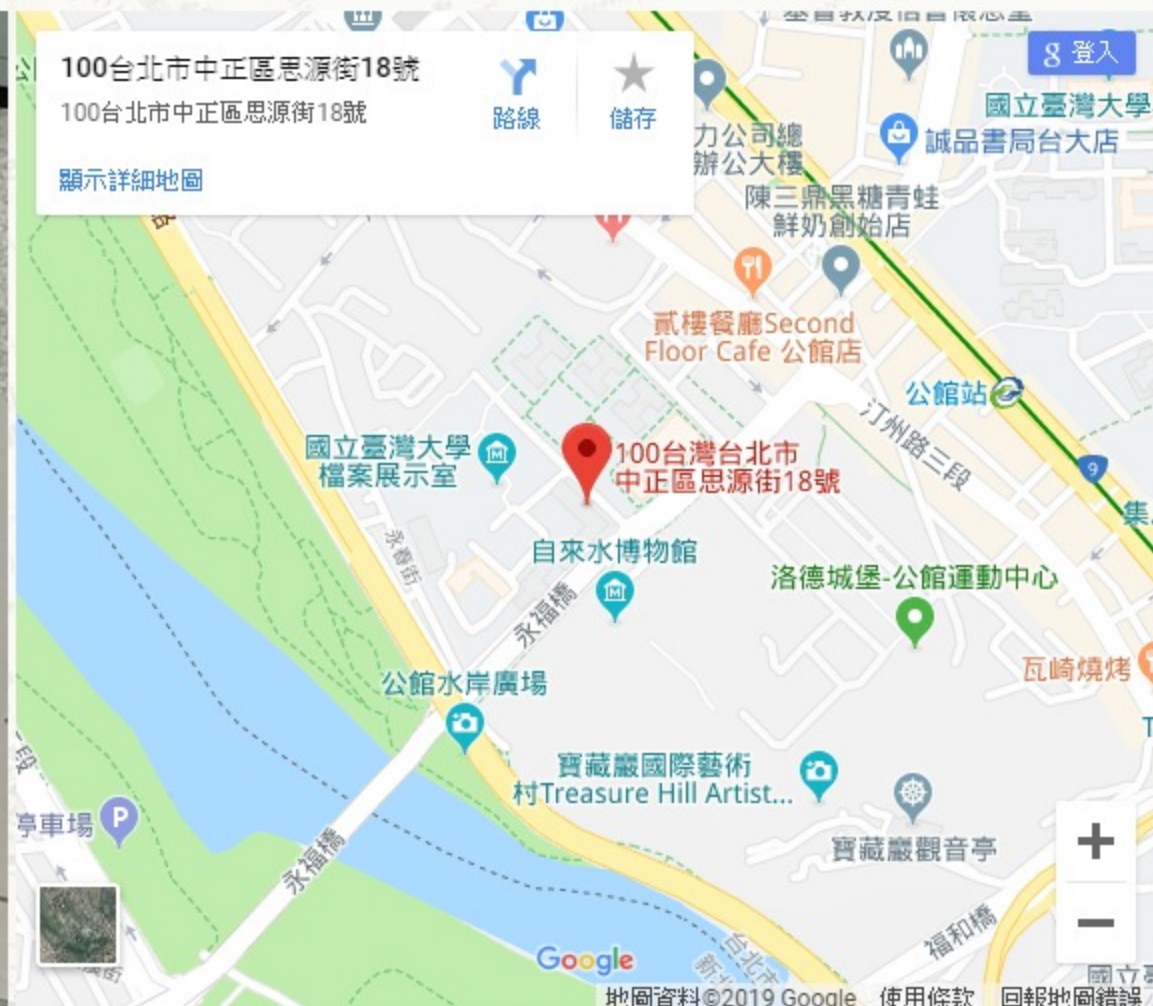 100台北市中正區思源街18號
100台北市中正區思源街18號
路線
儲存
顯示詳細地圖
登入
國立臺灣大學
誠品書局台大店
力公司總
辦公大樓
陳三鼎黑糖青蛙
鮮奶創始店
貳樓餐廳Second
Floor Cafe 公館店
公館站
汀州路三段
9
國立臺灣大學
檔案展示室
100台灣台北市
中正區思源街18號
永春街
自來水博物館
洛德城堡-公館運動中心
永福橋
瓦崎燒烤
公館水岸廣場
寶藏巖國際藝術
村Treasure Hill Artist...
P
停車場
寶藏巖觀音亭
永福橋
福和橋
台北市
Google
地圖資料©2019 Google
使用條款
回報地圖錯誤